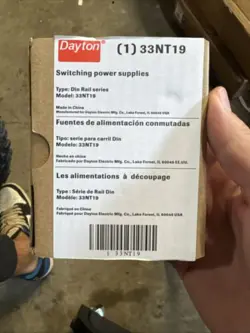 Dayton
(1) 33NT19
Switching power supplies
Type: Din Rail series
Model: 33NT19
Made in China
Manufactured for Dayton Electric Mfg. Co., Lake Forest, IL 60045 USA
Fuentes de alimentación conmutadas
Tipo: serie para carril Din
Modelo: 33NT19
Hecho en china
Fabricado para Dayton Electric Mfg. Co., Lake Forest, IL 60045 EE.UU.
Les alimentations à découpage
Type: Série de Rail Din
Modèle: 33NT19
Fabriqué en Chine
Fabriqué pour Dayton Electric Mfg. Co., Lake Forest, IL 60045 USA
1 33NT19